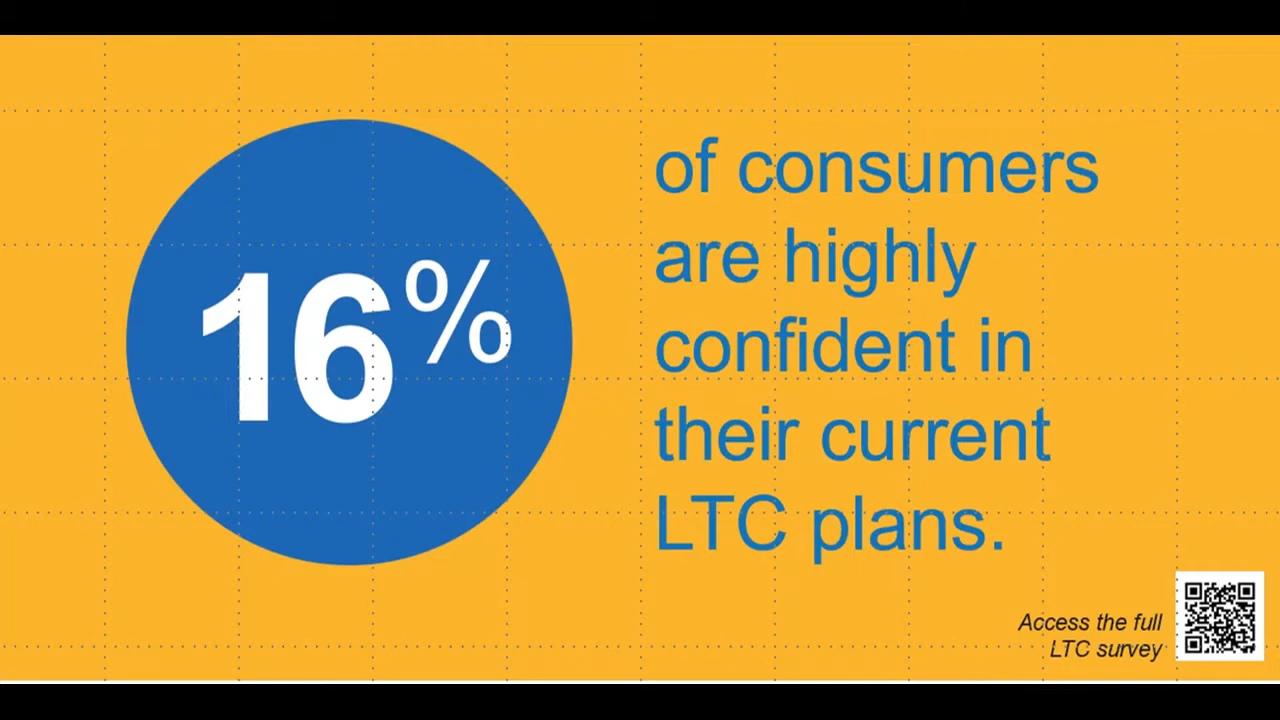 16%
of consumers
are highly
confident in
their current
LTC plans.
Access the full
LTC survey